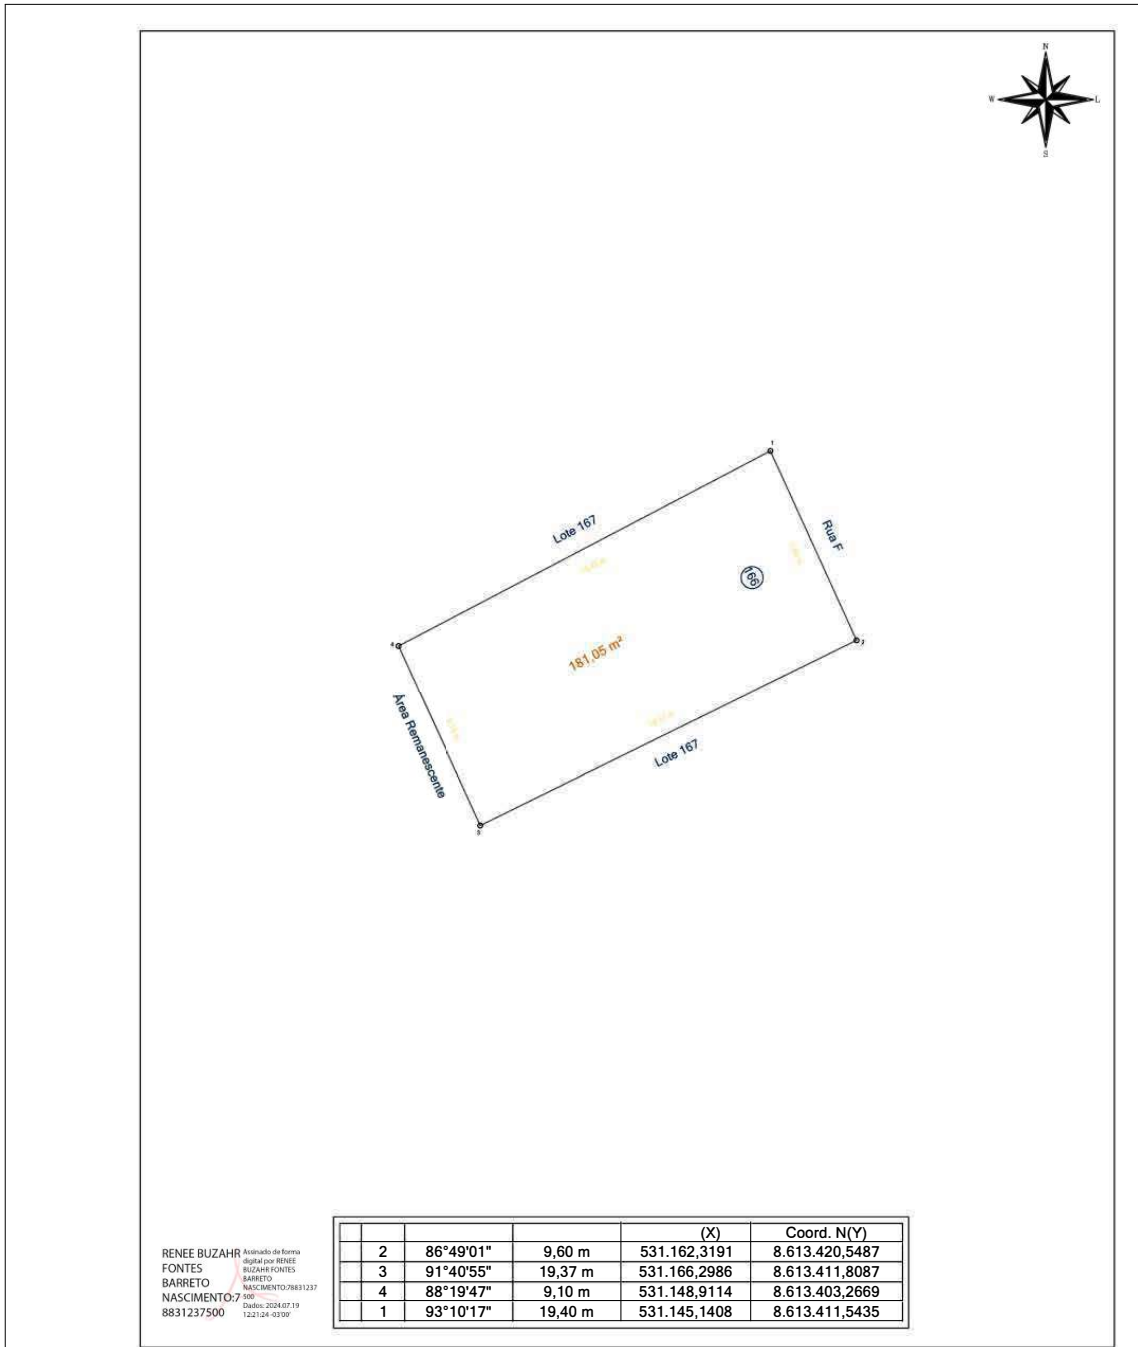 N
W
L
S
1
Lote 167
Rua F
166
2
4
181,05 m²
Área Remanescente
Lote 167
3
(X) Coord. N(Y)
2 86°49'01" 9,60 m 531.162,3191 8.613.420,5487
3 91°40'55" 19,37 m 531.166,2986 8.613.411,8087
4 88°19'47" 9,10 m 531.148,9114 8.613.403,2669
1 93°10'17" 19,40 m 531.145,1408 8.613.411,5435
RENEE BUZAHR
FONTES
BARRETO
NASCIMENTO:7
8831237500
Assinado de forma
digital por RENEE
BUZAHR FONTES
BARRETO
NASCIMENTO:78831237
500
Dados: 2024.07.19
12:21:24 -03'00'